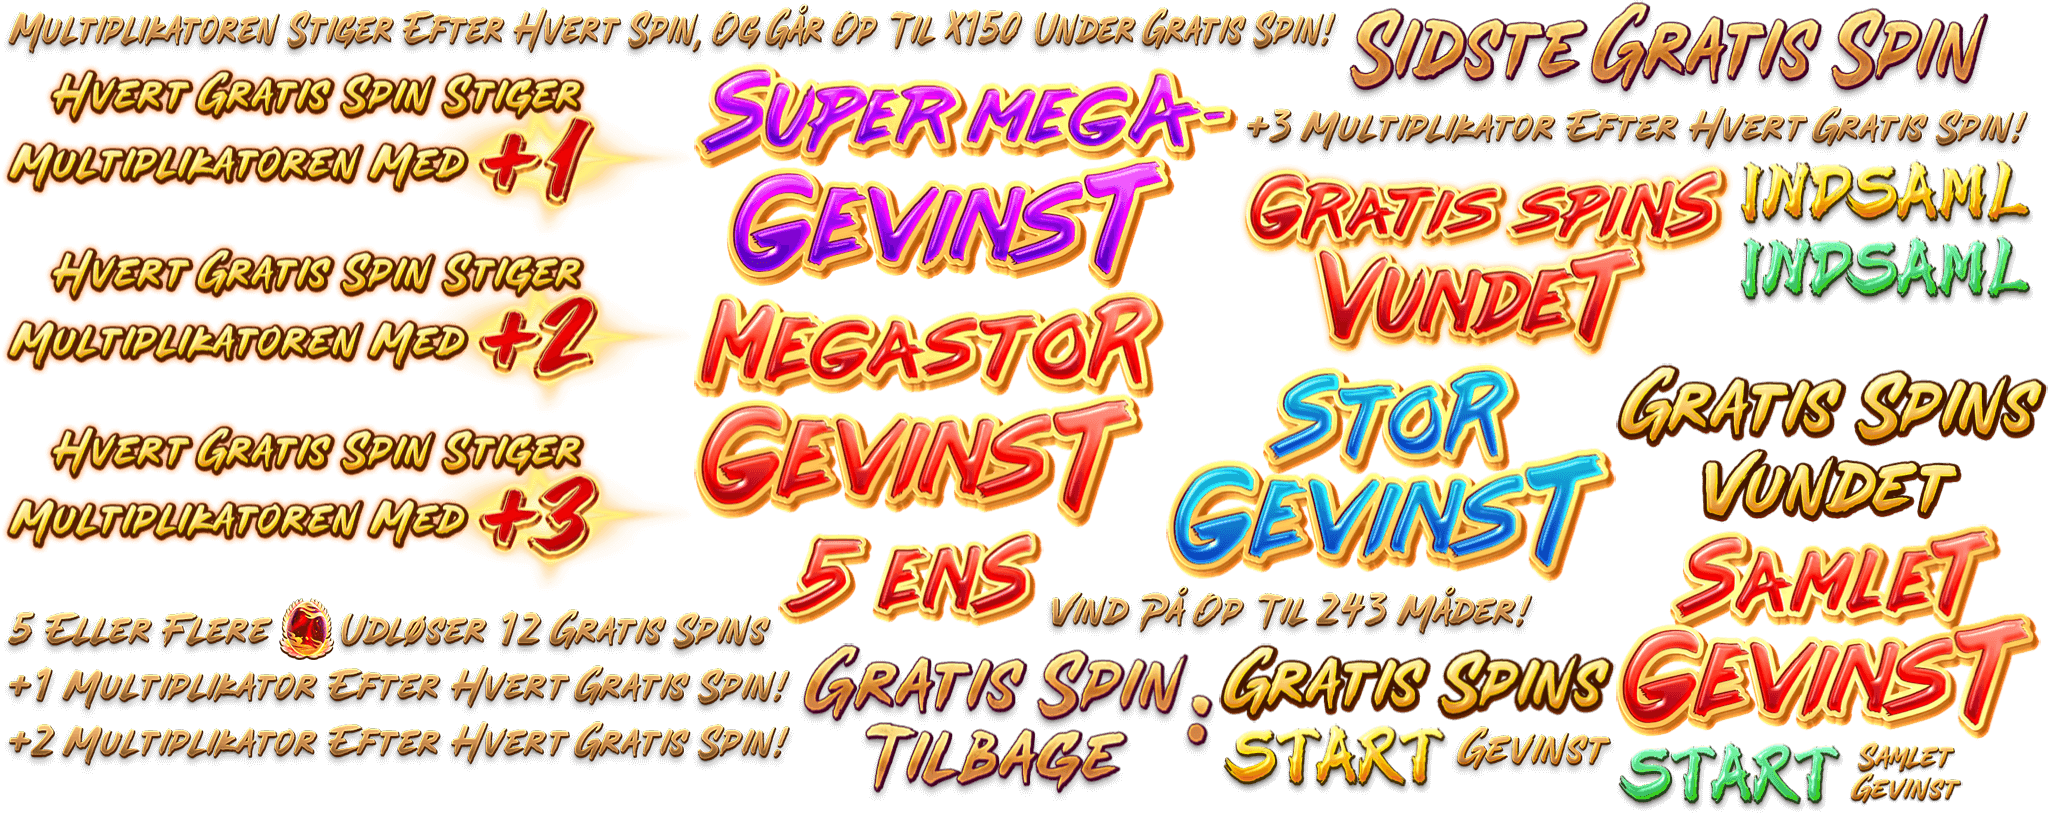 Multiplikatoren Stiger Efter Hvert Spin, Og Går Op Til X150 Under Gratis Spin!
Sidste Gratis Spin
Hvert Gratis Spin Stiger
Multiplikatoren Med +1
Super mega-
Gevinst
+3 Multiplikator Efter Hvert Gratis Spin!
Gratis spins
Vundet
INDSAML
INDSAML
Hvert Gratis Spin Stiger
Multiplikatoren Med +2
Megastor
Gevinst
Stor
Gevinst
Gratis Spins
Vundet
Hvert Gratis Spin Stiger
Multiplikatoren Med +3
5 ens
Samlet
Gevinst
Vind På Op Til 243 Måder!
5 Eller Flere Udløser 12 Gratis Spins
+1 Multiplikator Efter Hvert Gratis Spin!
+2 Multiplikator Efter Hvert Gratis Spin!
Gratis Spin
Tilbage :
Gratis Spins
START
Gevinst
START
Samlet
Gevinst